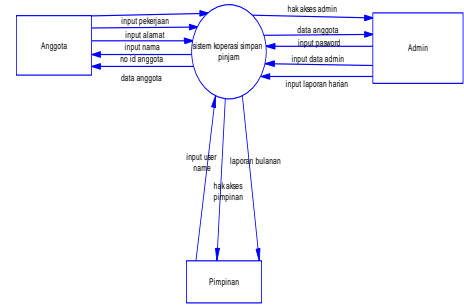 hak akses admin
input pekerjaan
data anggota
input alamat
Anggota
input nama
sistem koperasi simpan
pinjam
input pasword
Admin
no id anggota
input data admin
data anggota
input laporan harian
input user
name
laporan bulanan
hak akses
pimpinan
Pimpinan